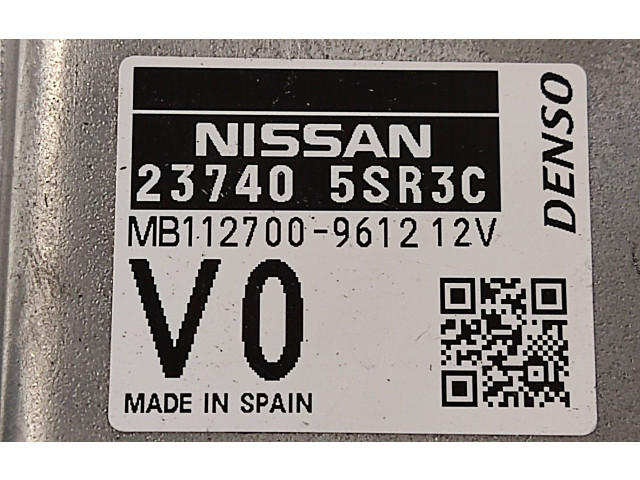 NISSAN
23740 5SR3C
MB112700-9612 12V
V0
MADE IN SPAIN
DENSO